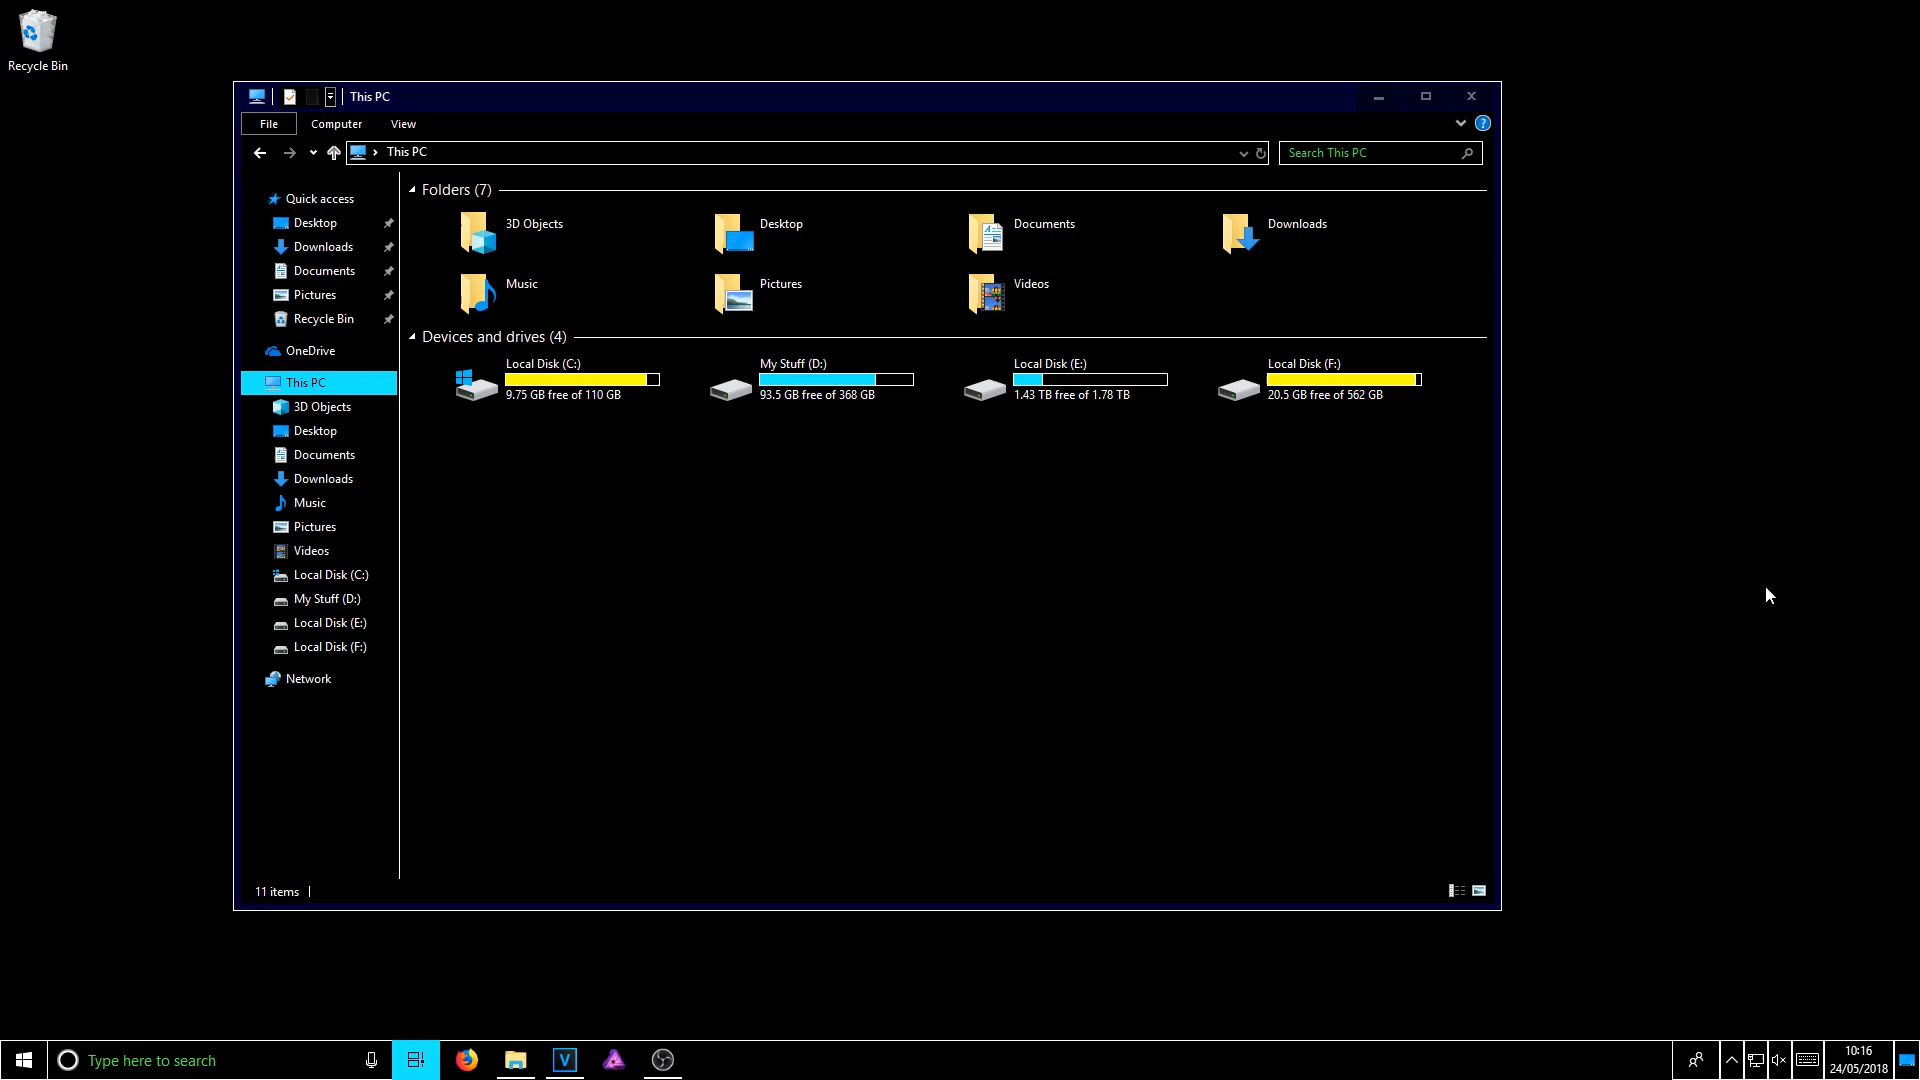 Recycle Bin
This PC
File
Computer
View
This PC
Search This PC
Quick access
Desktop
Downloads
Documents
Pictures
Recycle Bin
OneDrive
This PC
3D Objects
Desktop
Documents
Downloads
Music
Pictures
Videos
Local Disk (C:)
My Stuff (D:)
Local Disk (E:)
Local Disk (F:)
Network
Folders (7)
3D Objects
Desktop
Documents
Downloads
Music
Pictures
Videos
Devices and drives (4)
Local Disk (C:)
9.75 GB free of 110 GB
My Stuff (D:)
93.5 GB free of 368 GB
Local Disk (E:)
1.43 TB free of 1.78 TB
Local Disk (F:)
20.5 GB free of 562 GB
11 items
Type here to search
V
10:16
24/05/2018